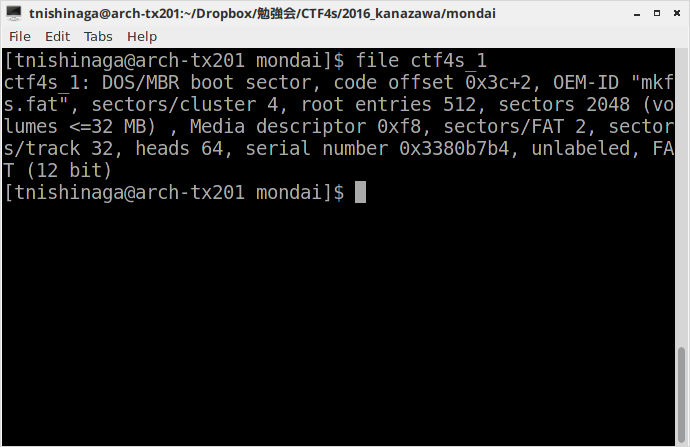 tnishinaga@arch-tx201:~/Dropbox/勉強会/CTF4s/2016_kanazawa/mondai
File Edit Tabs Help
[tnishinaga@arch-tx201 mondai]$ file ctf4s_1
ctf4s_1: DOS/MBR boot sector, code offset 0x3c+2, OEM-ID "mkf
s.fat", sectors/cluster 4, root entries 512, sectors 2048 (vo
lumes <=32 MB) , Media descriptor 0xf8, sectors/FAT 2, sector
s/track 32, heads 64, serial number 0x3380b7b4, unlabeled, FA
T (12 bit)
[tnishinaga@arch-tx201 mondai]$